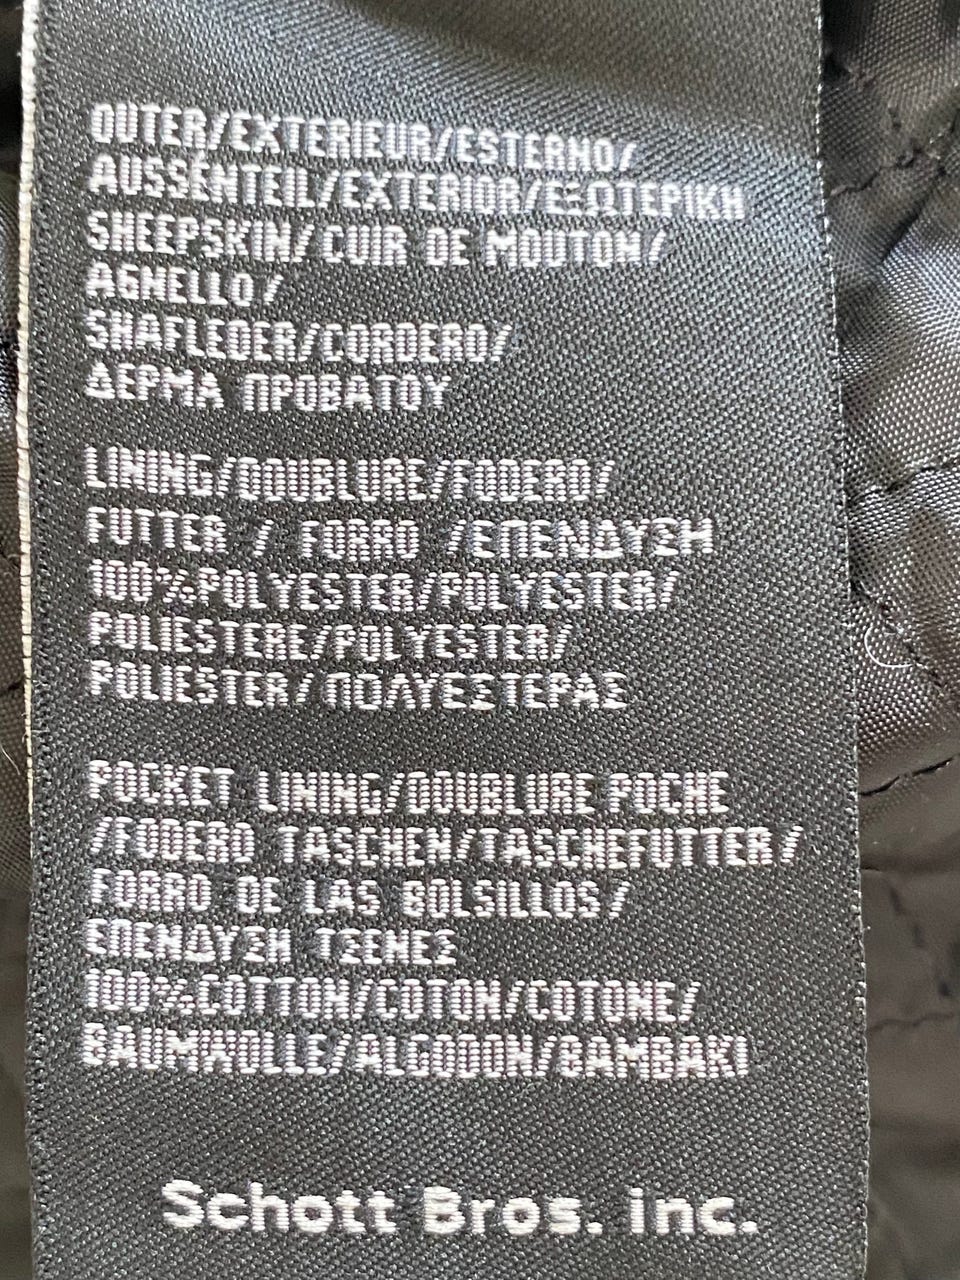 OUTER/EXTERIEUR/ESTERNO/
AUSSENTEIL/EXTERIOR/ΕΞΩΤΕΡΙΚΗ
SHEEPSKIN/CUIR DE MOUTON/
AGNELLO/
SHAFLEDER/CORDERO/
ΔΕΡΜΑ ΠΡΟΒΑΤΟΥ
LINING/DOUBLURE/FODERO/
FUTTER / FORRO /ΕΠΕΝΔΥΣΗ
100%POLYESTER/POLYESTER/
POLIESTERE/POLYESTER/
POLIESTER/ΠΟΛΥΕΣΤΕΡΑΣ
POCKET LINING/DOUBLURE POCHE
/FODERO TASCHEN/TASCHEFUTTER/
FORRO DE LAS BOLSILLOS/
ΕΠΕΝΔΥΣΗ ΤΣΕΠΕΣ
100%COTTON/COTON/COTONE/
BAUMWOLLE/ALGODON/BAMBAKI
Schott Bros. inc.